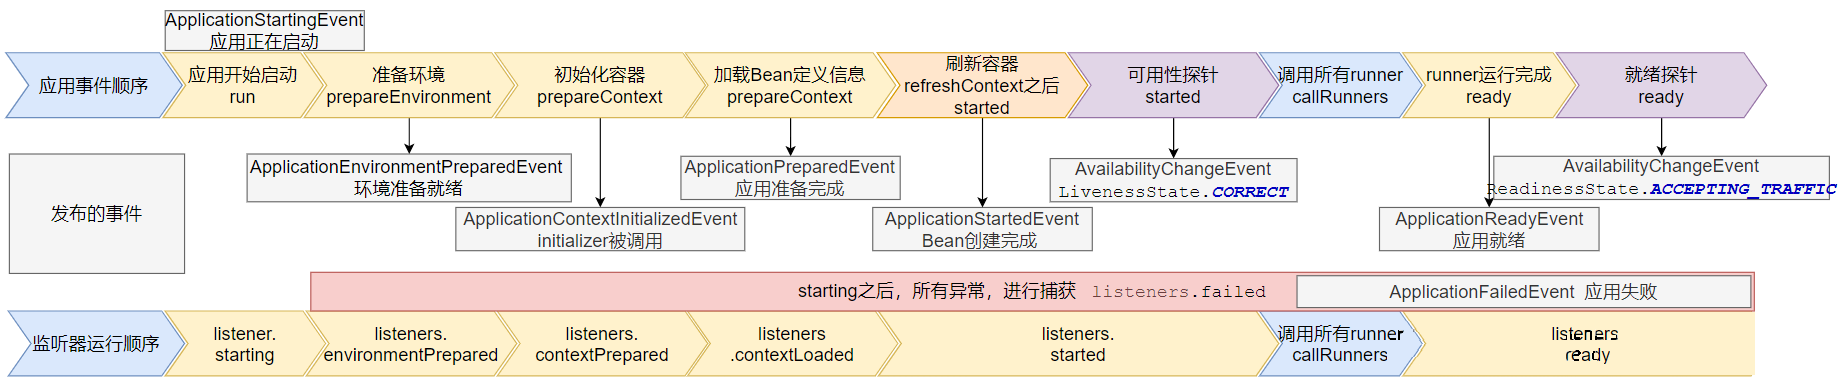 ApplicationStartingEvent
应用正在启动
应用事件顺序
应用开始启动
run
准备环境
prepareEnvironment
初始化容器
prepareContext
加载Bean定义信息
prepareContext
刷新容器
refreshContext之后
started
可用性探针
started
调用所有runner
callRunners
runner运行完成
ready
就绪探针
ready
发布的事件
ApplicationEnvironmentPreparedEvent
环境准备就绪
ApplicationContextInitializedEvent
initializer被调用
ApplicationPreparedEvent
应用准备完成
ApplicationStartedEvent
Bean创建完成
AvailabilityChangeEvent
LivenessState.CORRECT
ApplicationReadyEvent
应用就绪
AvailabilityChangeEvent
ReadinessState.ACCEPTING_TRAFFIC
starting之后，所有异常，进行捕获 listeners.failed
ApplicationFailedEvent 应用失败
监听器运行顺序
listener.
starting
listeners.
environmentPrepared
listeners.
contextPrepared
listeners
.contextLoaded
listeners.
started
调用所有runner
callRunners
listeners
ready